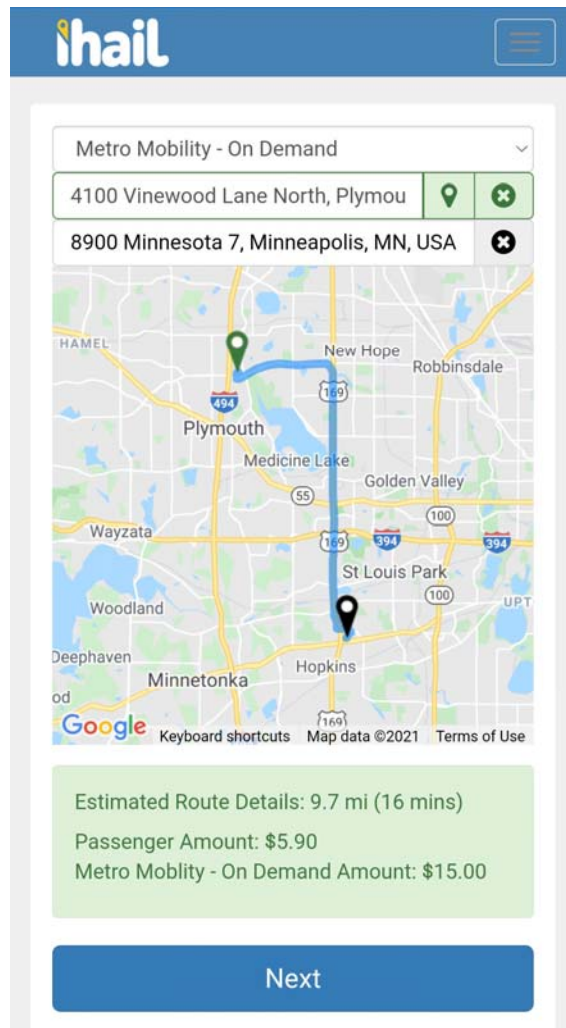 ihail
Metro Mobility - On Demand
4100 Vinewood Lane North, Plymou
8900 Minnesota 7, Minneapolis, MN, USA
HAMEL
New Hope
Robbinsdale
169
494
Plymouth
Medicine Lake
Golden Valley
55
100
Wayzata
169
394
394
St Louis Park
Woodland
100
UPT
Deephaven
Hopkins
Minnetonka
od
169
Google
Keyboard shortcuts Map data ©2021 Terms of Use
Estimated Route Details: 9.7 mi (16 mins)
Passenger Amount: $5.90
Metro Moblity - On Demand Amount: $15.00
Next